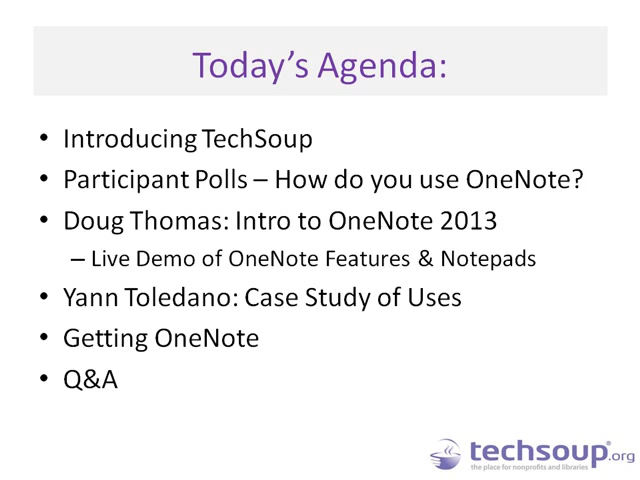 Today's Agenda:
• Introducing TechSoup
• Participant Polls – How do you use OneNote?
• Doug Thomas: Intro to OneNote 2013
– Live Demo of OneNote Features & Notepads
• Yann Toledano: Case Study of Uses
• Getting OneNote
• Q&A
techsoup®.org
the place for nonprofits and libraries